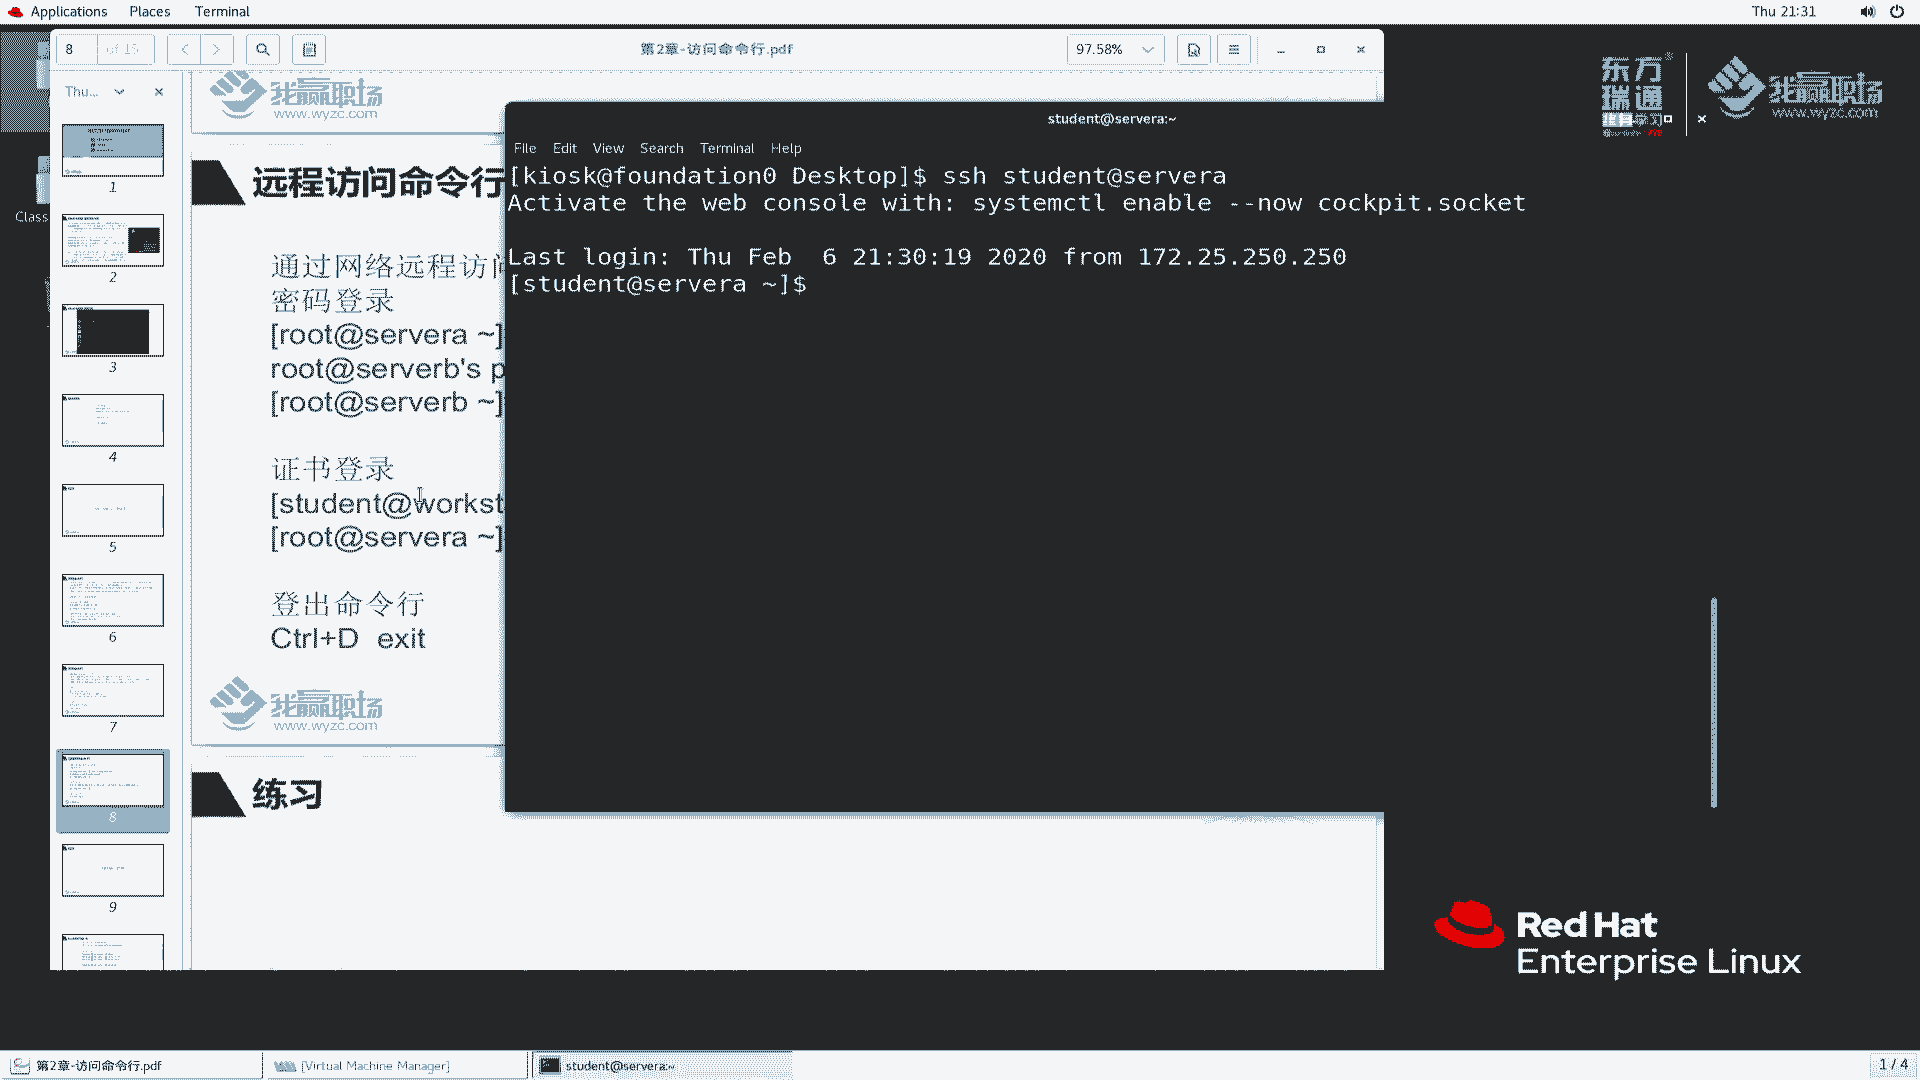 Applications Places Terminal
Thu 21:31
8 of 15
第2章-访问命令行.pdf
97.58%
Thu...
1
2
3
4
5
6
7
8
9
我赢职场
www.wyzc.com
远程访问命令行
通过网络远程访问
密码登录
[root@servera ~]
root@serverb's p
[root@serverb ~]
证书登录
[student@workst
[root@servera ~]
登出命令行
Ctrl+D exit
我赢职场
www.wyzc.com
练习
student@servera:~
File Edit View Search Terminal Help
[kiosk@foundation0 Desktop]$ ssh student@servera
Activate the web console with: systemctl enable --now cockpit.socket
Last login: Thu Feb  6 21:30:19 2020 from 172.25.250.250
[student@servera ~]$
东方
瑞通
我赢职场
www.wyzc.com
Class
Red Hat
Enterprise Linux
第2章-访问命令行.pdf
[Virtual Machine Manager]
student@servera:~
1 / 4